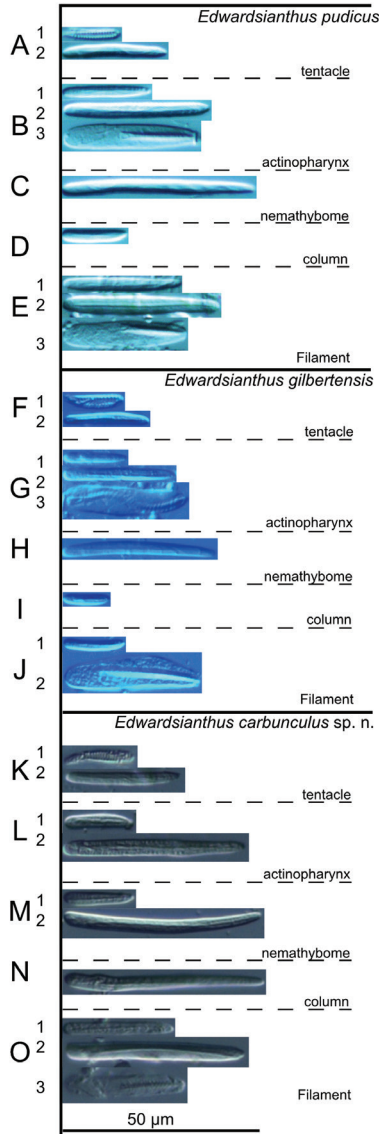 Edwardsianthus pudicus
A 1
2
tentacle
B 1
2
3
actinopharynx
C
nemathybome
D
column
E 1
2
3
Filament
Edwardsianthus gilbertensis
F 1
2
tentacle
G 1
2
3
actinopharynx
H
nemathybome
I
column
J 1
2
Filament
Edwardsianthus carbunculus sp. n.
K 1
2
tentacle
L 1
2
actinopharynx
M 1
2
nemathybome
N
column
O 1
2
3
Filament
50 µm